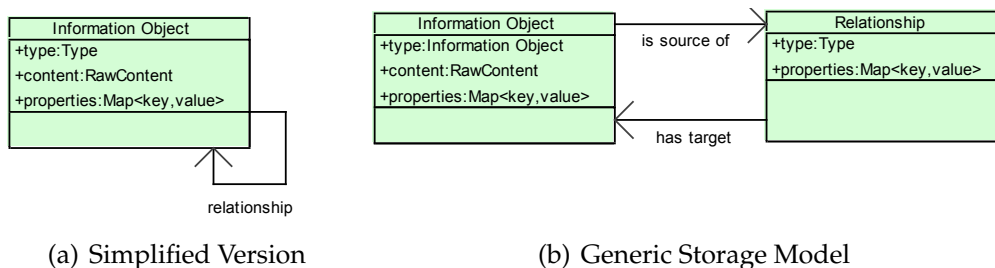 Information Object
+type:Type
+content:RawContent
+properties:Map<key,value>
relationship
(a) Simplified Version
Information Object
+type:Information Object
+content:RawContent
+properties:Map<key,value>
is source of
has target
Relationship
+type:Type
+properties:Map<key,value>
(b) Generic Storage Model